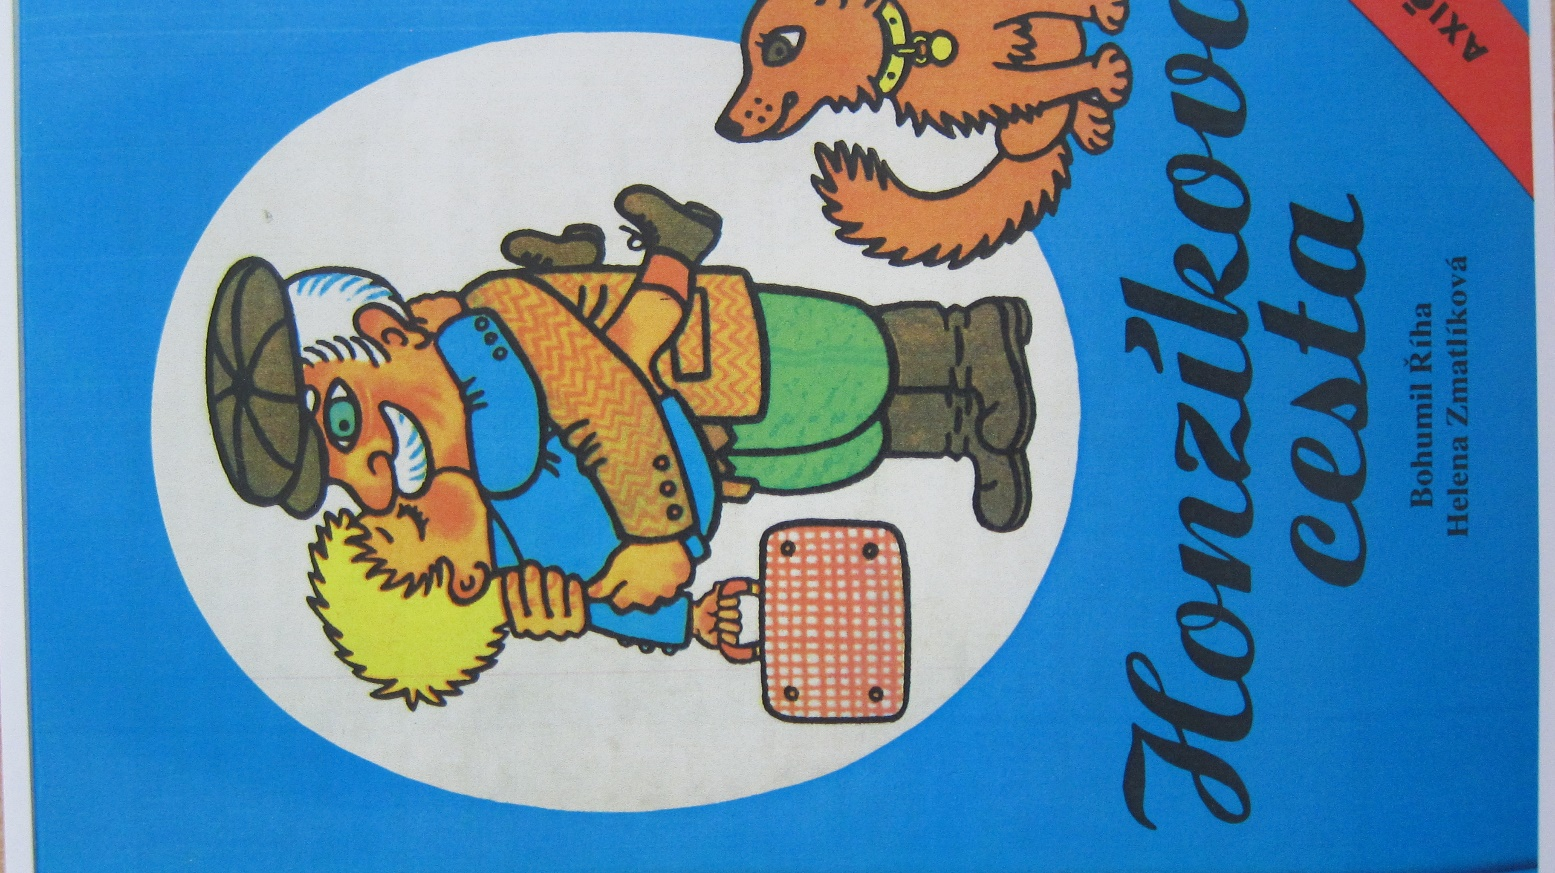 Honzíkova
cesta
Bohumil Říha
Helena Zmatlíková